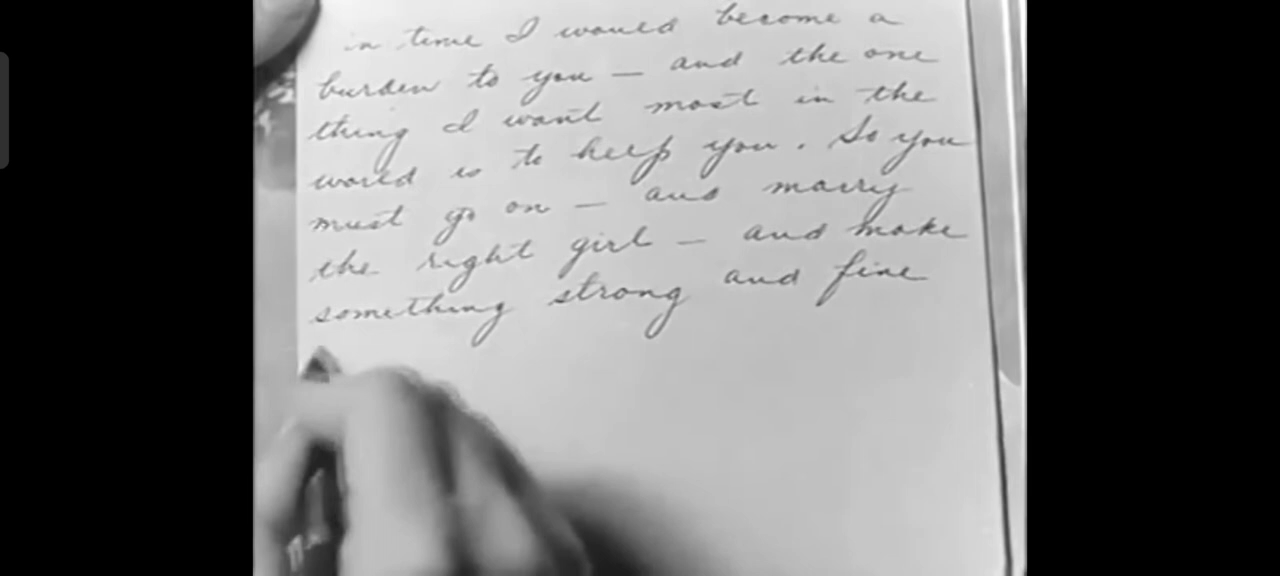 in time I would become a
burden to you — and the one
thing I want most in the
world is to help you. So you
must go on — and marry
the right girl — and make
something strong and fine